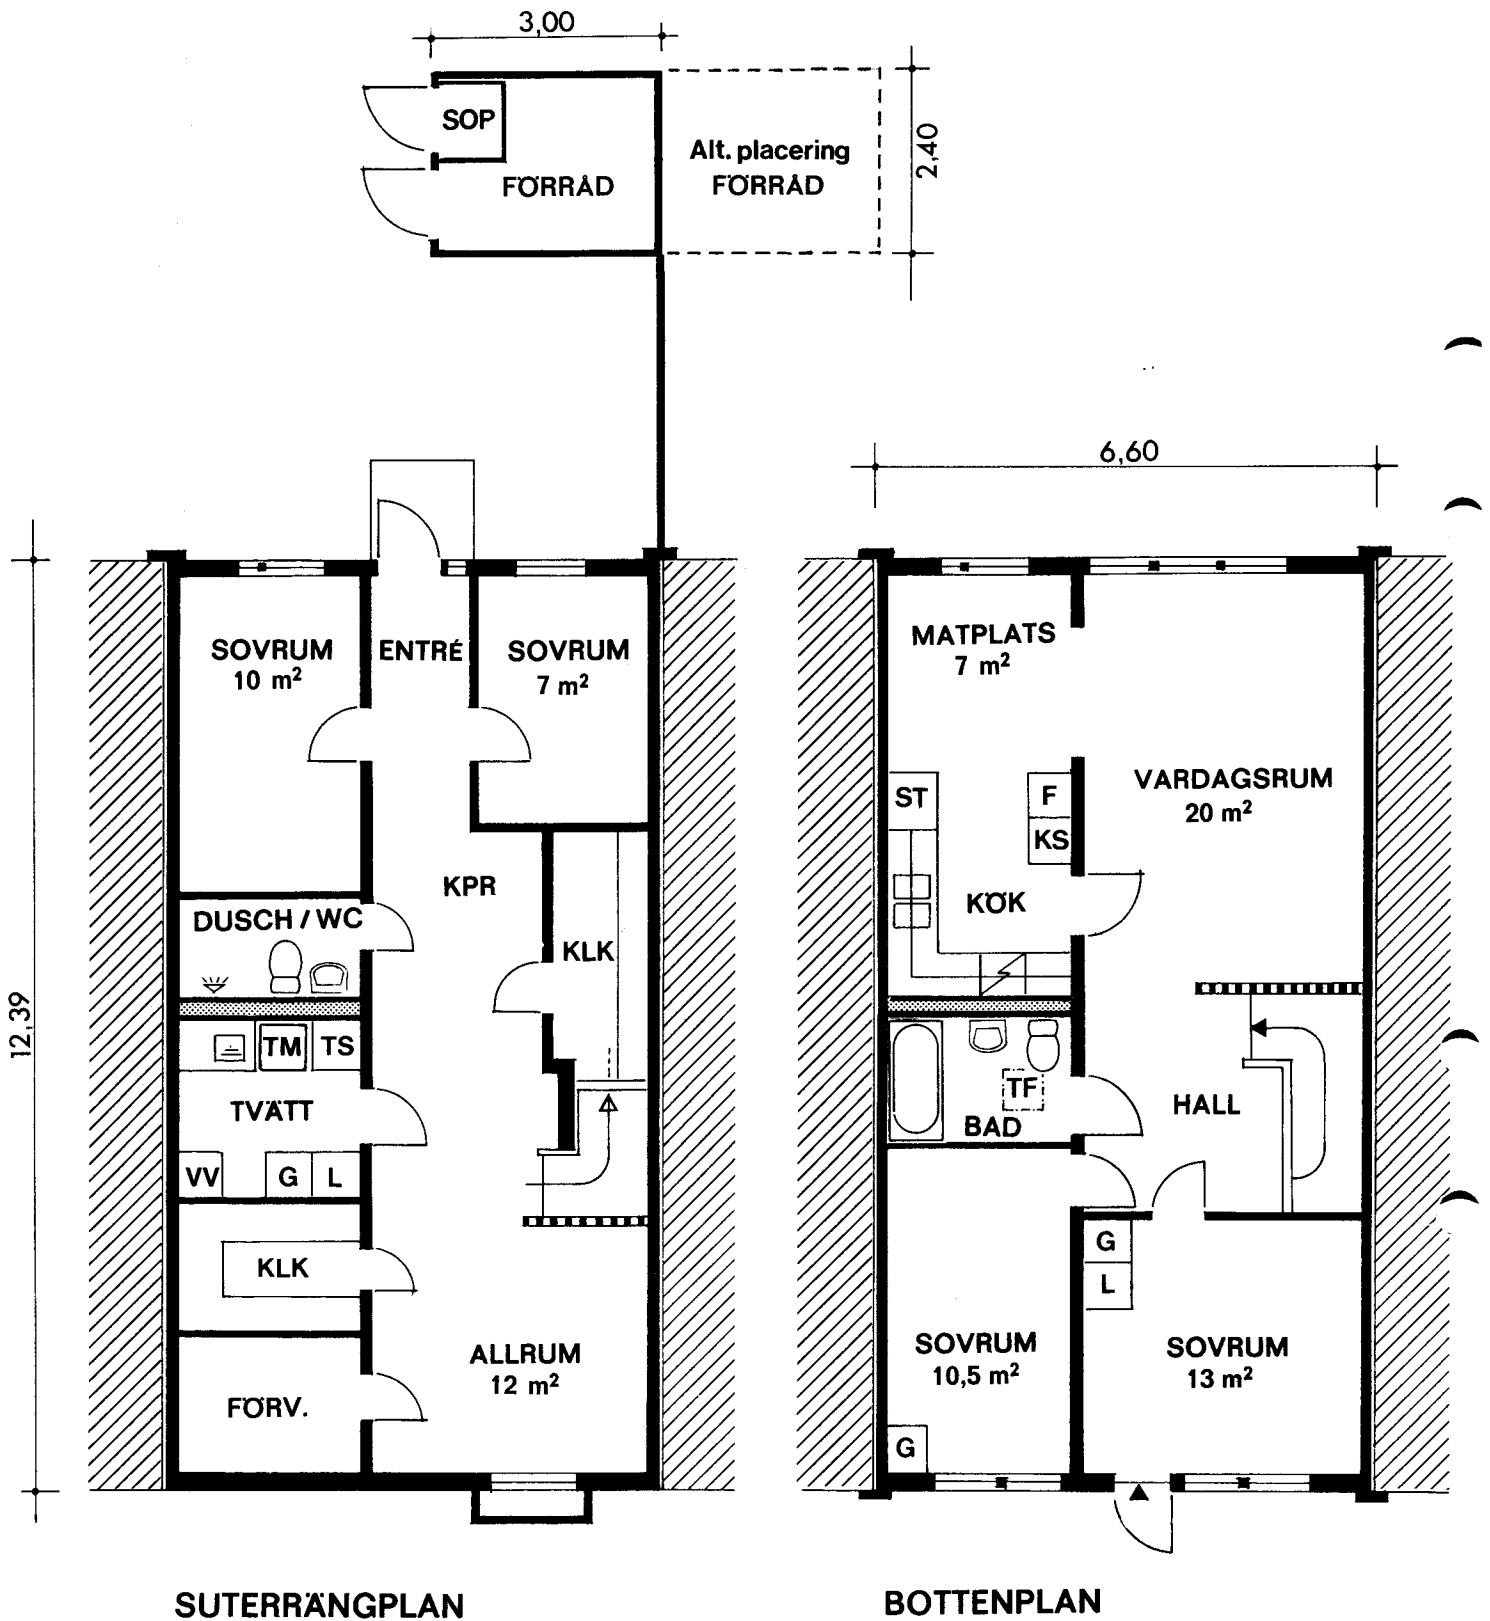 3,00
SOP
FÖRRÅD
Alt. placering
FÖRRÅD
2,40
6,60
12,39
SOVRUM
10 m²
ENTRÉ
SOVRUM
7 m²
KPR
DUSCH / WC
KLK
TM
TS
TVÄTT
VV
G
L
KLK
ALLRUM
12 m²
FÖRV.
SUTERRÄNGPLAN
MATPLATS
7 m²
VARDAGSRUM
20 m²
ST
F
KS
KÖK
TF
BAD
HALL
G
L
SOVRUM
10,5 m²
SOVRUM
13 m²
G
BOTTENPLAN